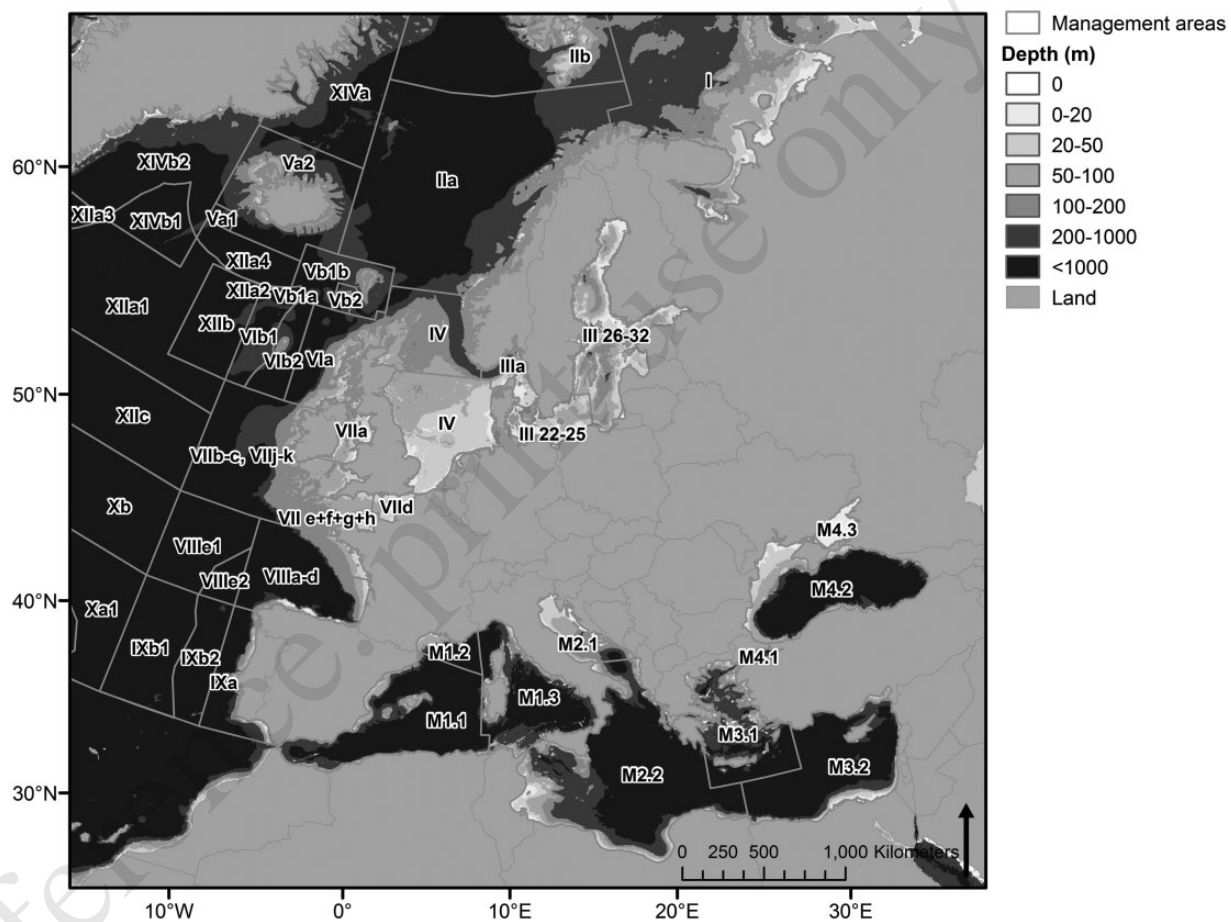 Management areas
Depth (m)
0
0-20
20-50
50-100
100-200
200-1000
<1000
Land
IIb
I
XIVa
60°N
XIVb2
Va2
IIa
XIIa3
XIVb1
Va1
XIIa4
Vb1b
XIIa2
Vb1a
Vb2
XIIa1
XIIb
VIb1
IV
III 26-32
VIb2
VIa
IIIa
50°N
XIIc
VIIa
IV
III 22-25
VIIb-c, VIIj-k
Xb
VIId
VII e+f+g+h
M4.3
VIIIe1
VIIIe2
VIIIa-d
M4.2
40°N
Xa1
IXb1
IXb2
M1.2
M2.1
M4.1
IXa
M1.3
M1.1
M3.1
M2.2
M3.2
30°N
0 250 500 1,000 Kilometers
10°W
0°
10°E
20°E
30°E
ference.print use only